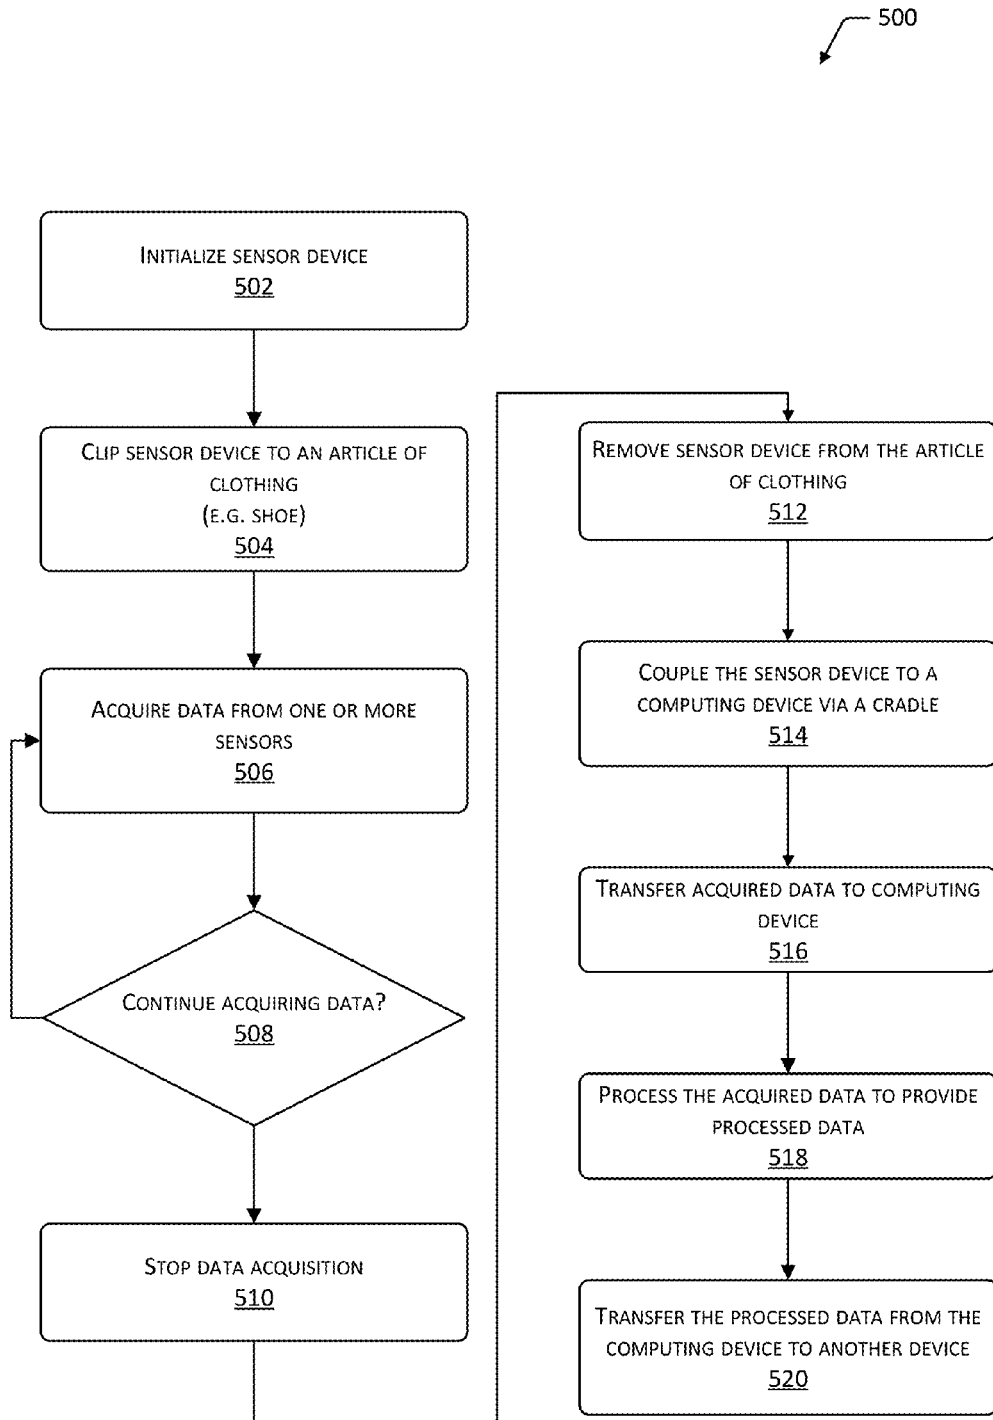 500
INITIALIZE SENSOR DEVICE
502
CLIP SENSOR DEVICE TO AN ARTICLE OF
CLOTHING
(E.G. SHOE)
504
ACQUIRE DATA FROM ONE OR MORE
SENSORS
506
CONTINUE ACQUIRING DATA?
508
STOP DATA ACQUISITION
510
REMOVE SENSOR DEVICE FROM THE ARTICLE
OF CLOTHING
512
COUPLE THE SENSOR DEVICE TO A
COMPUTING DEVICE VIA A CRADLE
514
TRANSFER ACQUIRED DATA TO COMPUTING
DEVICE
516
PROCESS THE ACQUIRED DATA TO PROVIDE
PROCESSED DATA
518
TRANSFER THE PROCESSED DATA FROM THE
COMPUTING DEVICE TO ANOTHER DEVICE
520